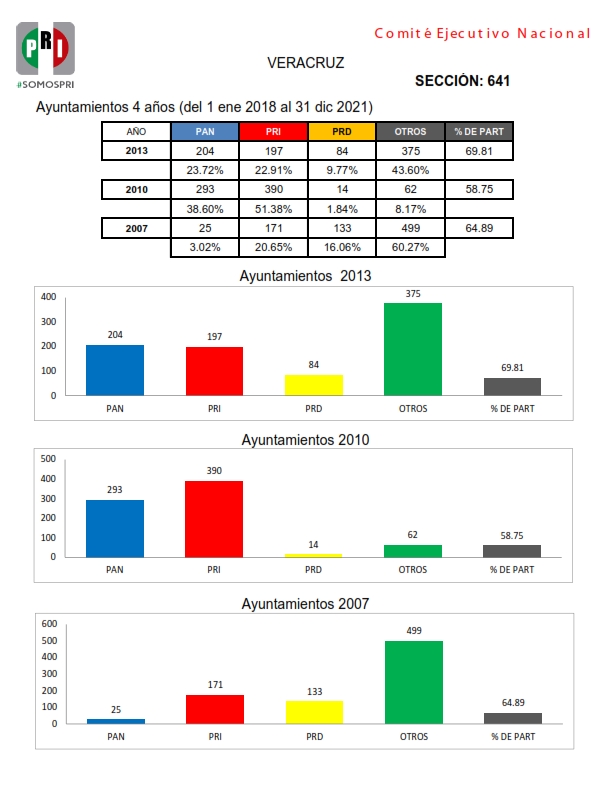 Comité Ejecutivo Nacional
PRI
#SOMOSPRI
VERACRUZ
SECCIÓN: 641
Ayuntamientos 4 años (del 1 ene 2018 al 31 dic 2021)
AÑO PAN PRI PRD OTROS % DE PART
2013 204 197 84 375 69.81
23.72% 22.91% 9.77% 43.60%
2010 293 390 14 62 58.75
38.60% 51.38% 1.84% 8.17%
2007 25 171 133 499 64.89
3.02% 20.65% 16.06% 60.27%
Ayuntamientos 2013
400
300
200
100
0
204 197 84 375 69.81
PAN PRI PRD OTROS % DE PART
Ayuntamientos 2010
500
400
300
200
100
0
293 390 14 62 58.75
PAN PRI PRD OTROS % DE PART
Ayuntamientos 2007
600
500
400
300
200
100
0
25 171 133 499 64.89
PAN PRI PRD OTROS % DE PART